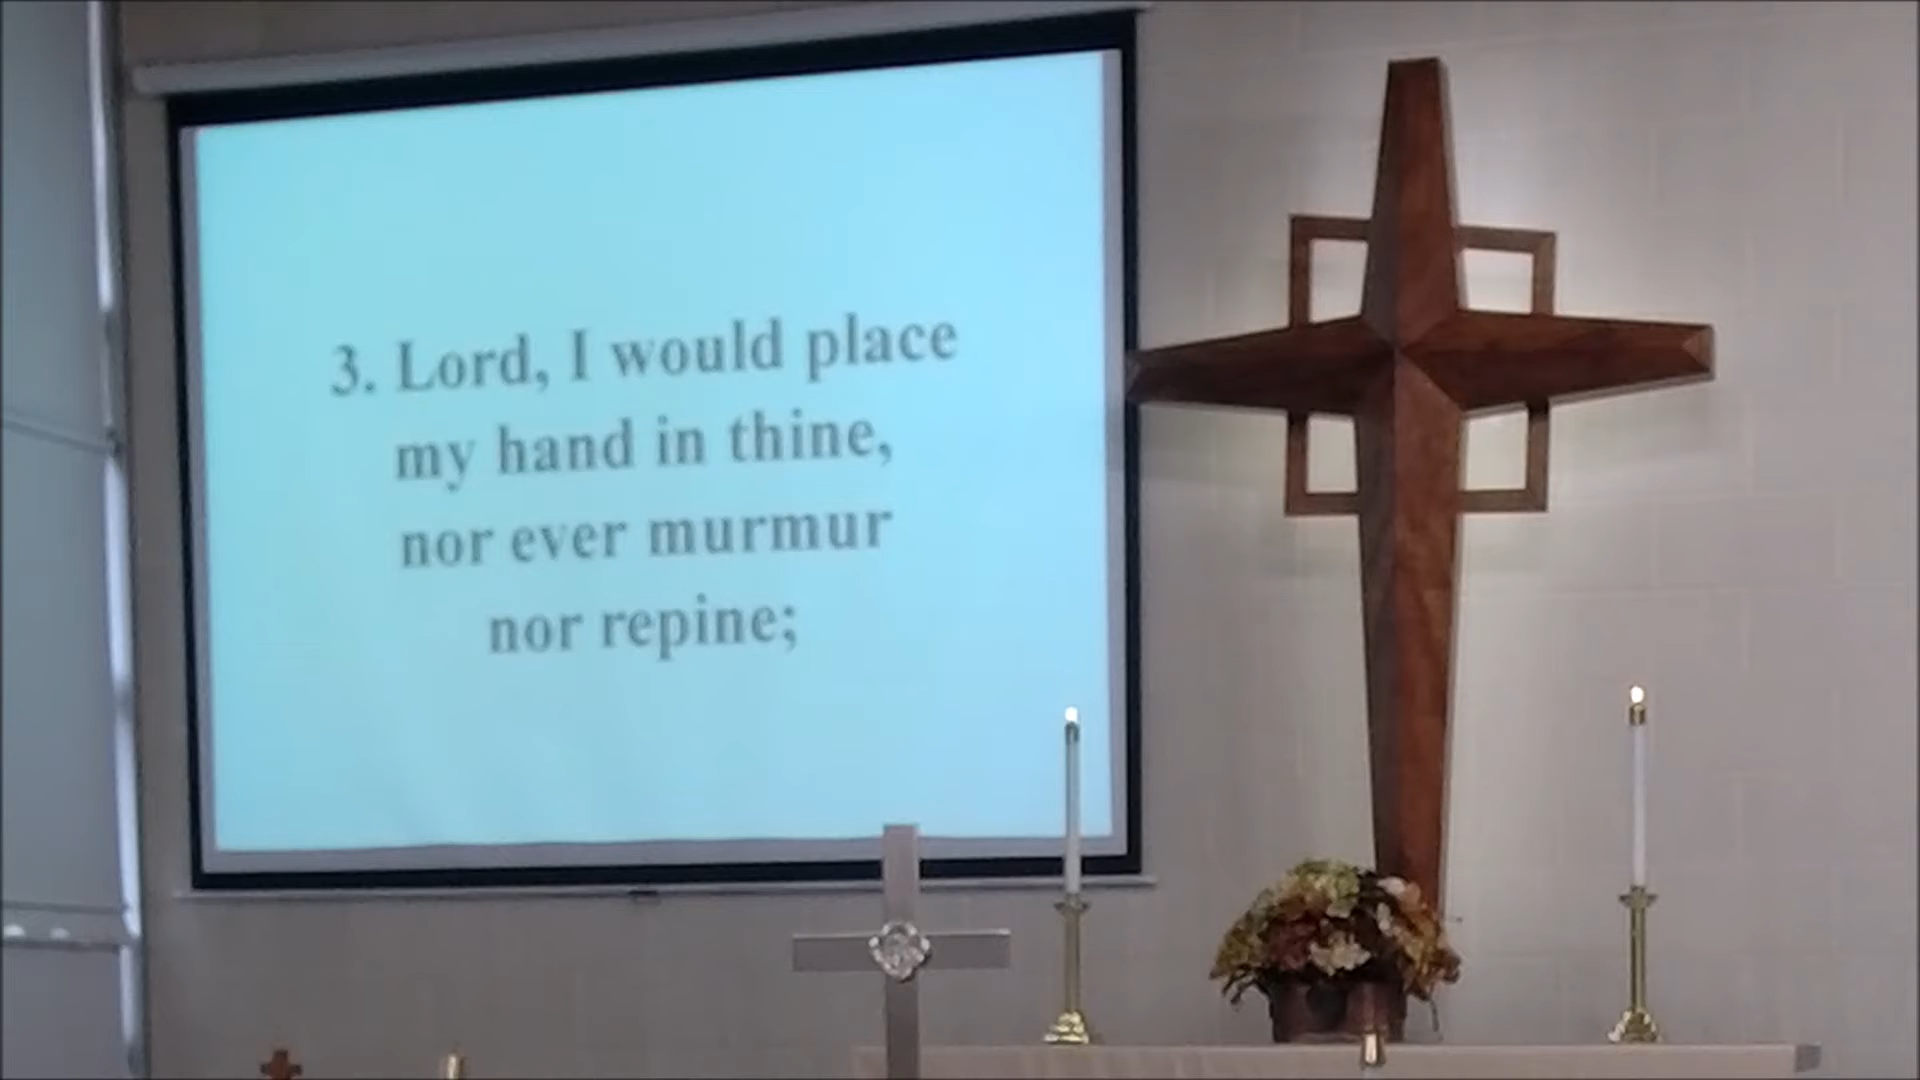 3. Lord, I would place
my hand in thine,
nor ever murmur
nor repine;